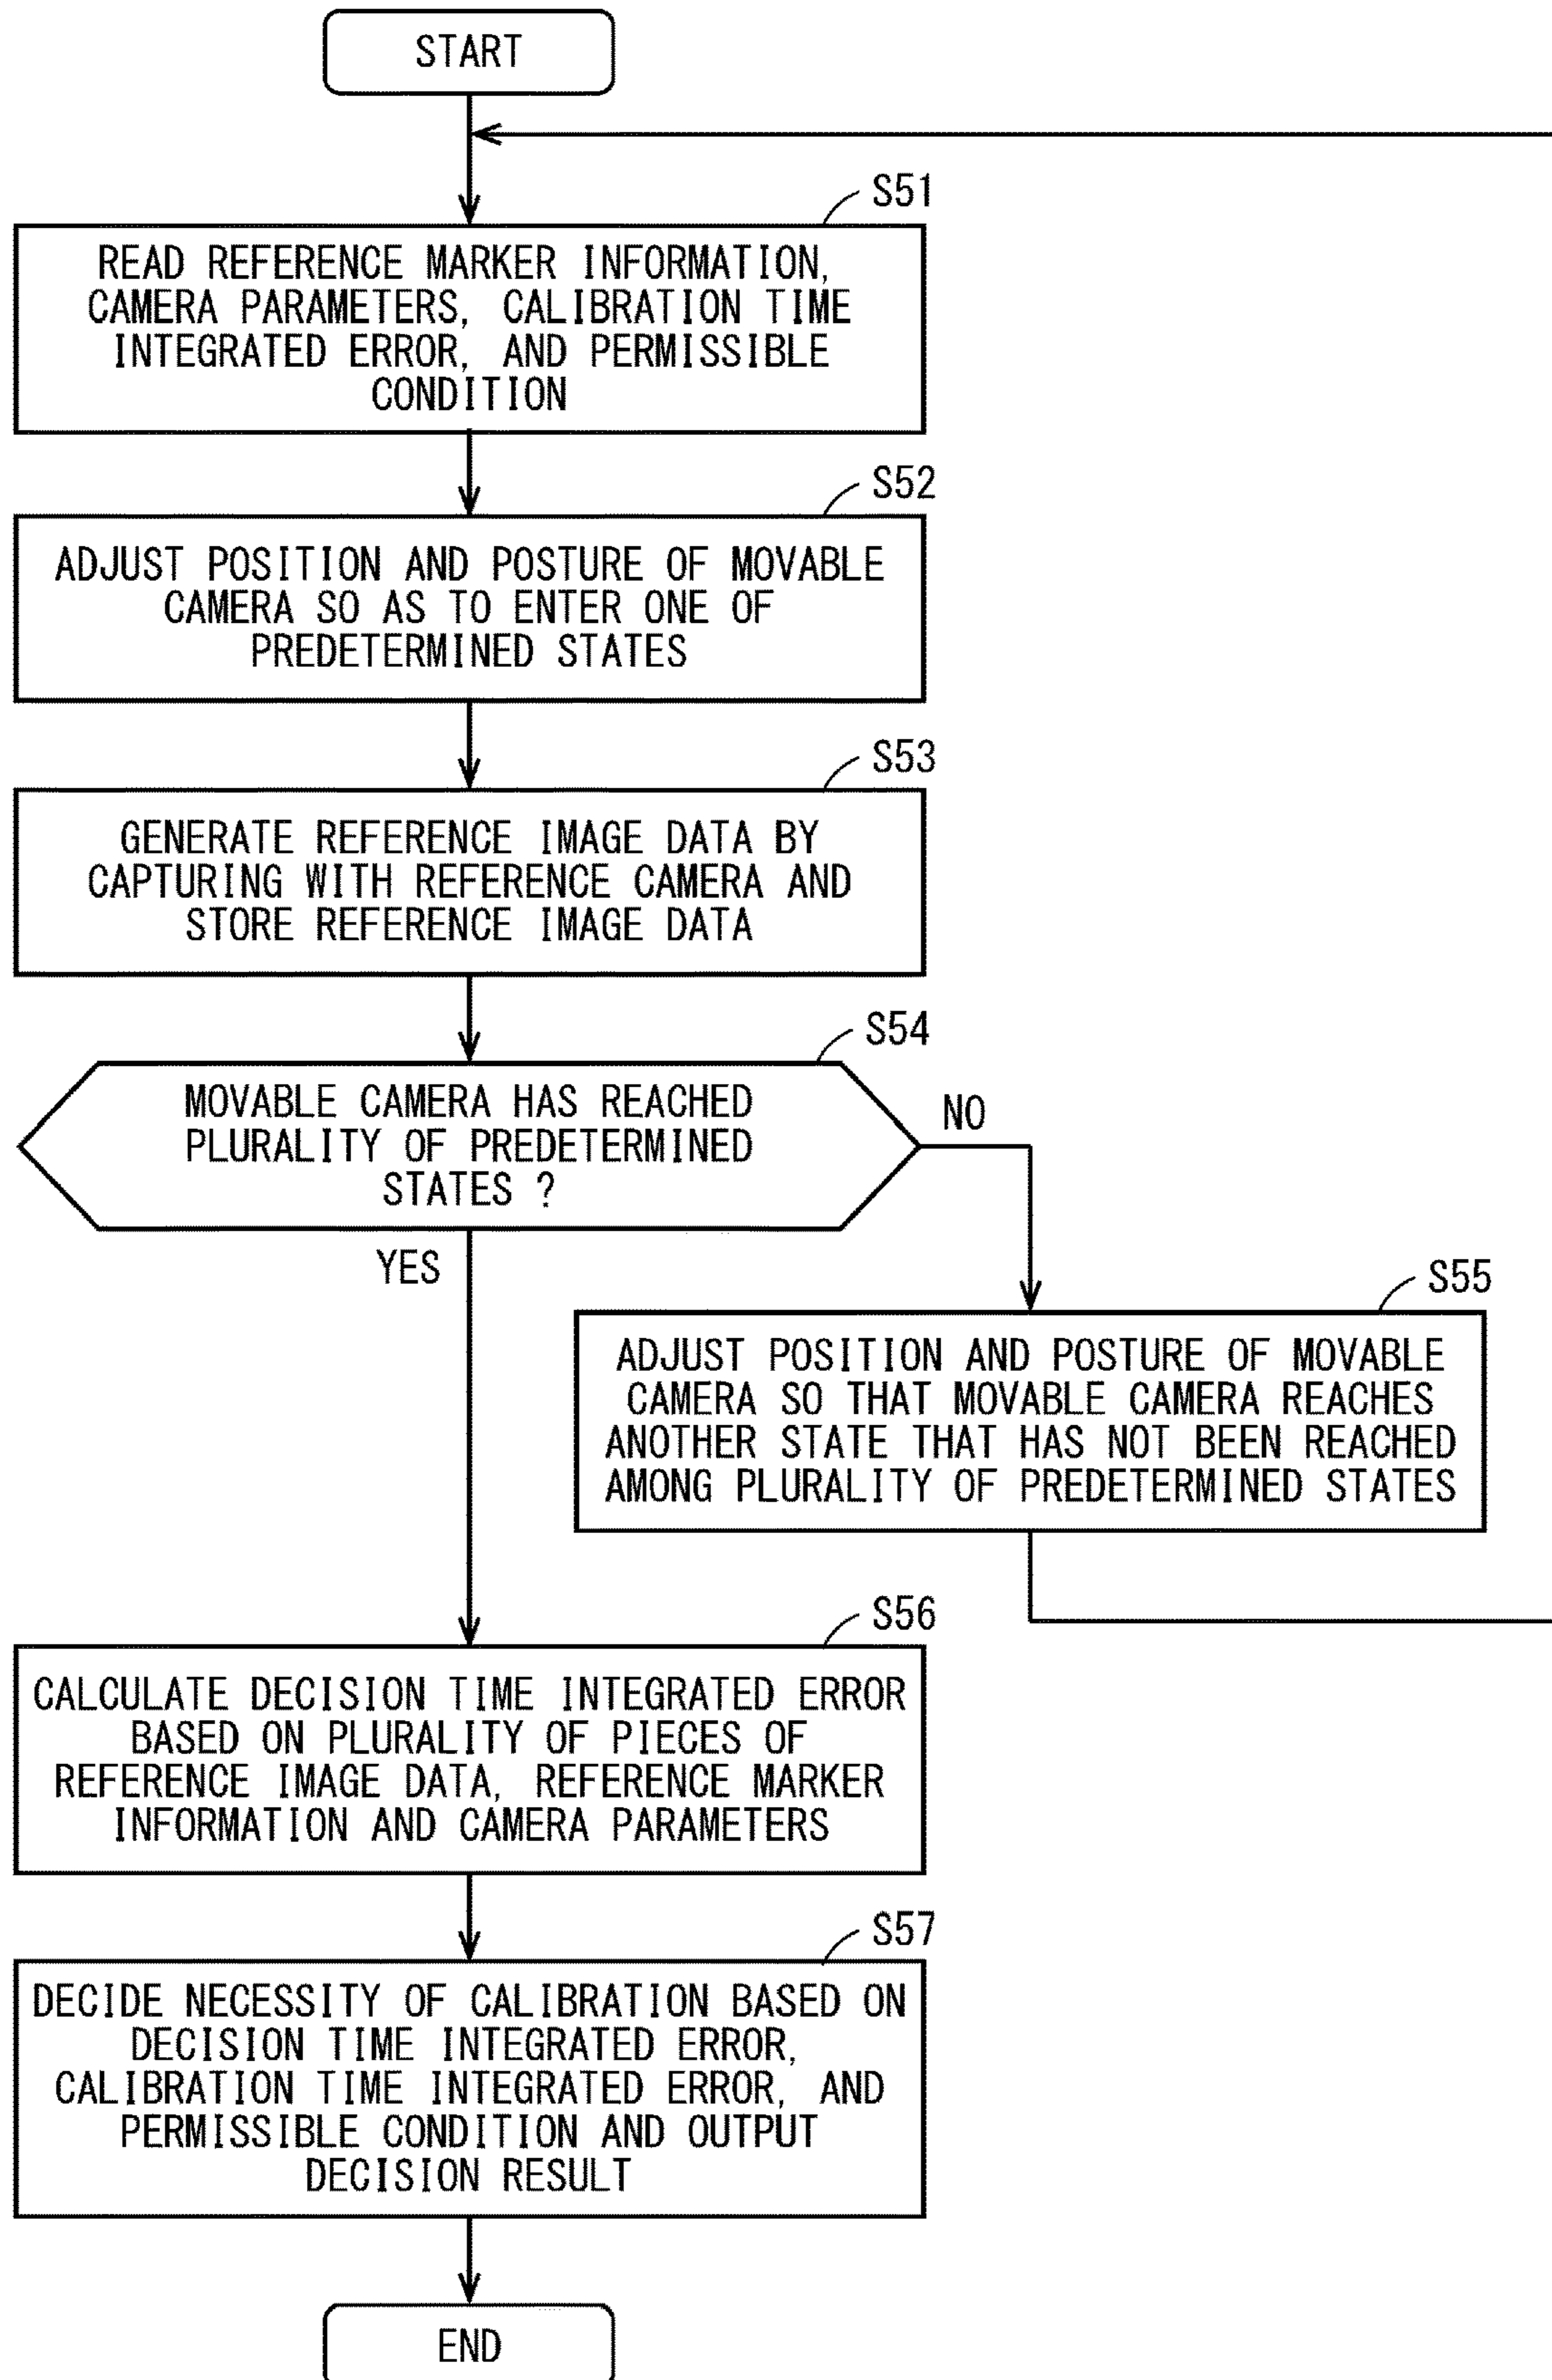 START
S51
READ REFERENCE MARKER INFORMATION,
CAMERA PARAMETERS, CALIBRATION TIME
INTEGRATED ERROR, AND PERMISSIBLE
CONDITION
S52
ADJUST POSITION AND POSTURE OF MOVABLE
CAMERA SO AS TO ENTER ONE OF
PREDETERMINED STATES
S53
GENERATE REFERENCE IMAGE DATA BY
CAPTURING WITH REFERENCE CAMERA AND
STORE REFERENCE IMAGE DATA
S54
MOVABLE CAMERA HAS REACHED
PLURALITY OF PREDETERMINED
STATES ?
NO
YES
S55
ADJUST POSITION AND POSTURE OF MOVABLE
CAMERA SO THAT MOVABLE CAMERA REACHES
ANOTHER STATE THAT HAS NOT BEEN REACHED
AMONG PLURALITY OF PREDETERMINED STATES
S56
CALCULATE DECISION TIME INTEGRATED ERROR
BASED ON PLURALITY OF PIECES OF
REFERENCE IMAGE DATA, REFERENCE MARKER
INFORMATION AND CAMERA PARAMETERS
S57
DECIDE NECESSITY OF CALIBRATION BASED ON
DECISION TIME INTEGRATED ERROR,
CALIBRATION TIME INTEGRATED ERROR, AND
PERMISSIBLE CONDITION AND OUTPUT
DECISION RESULT
END